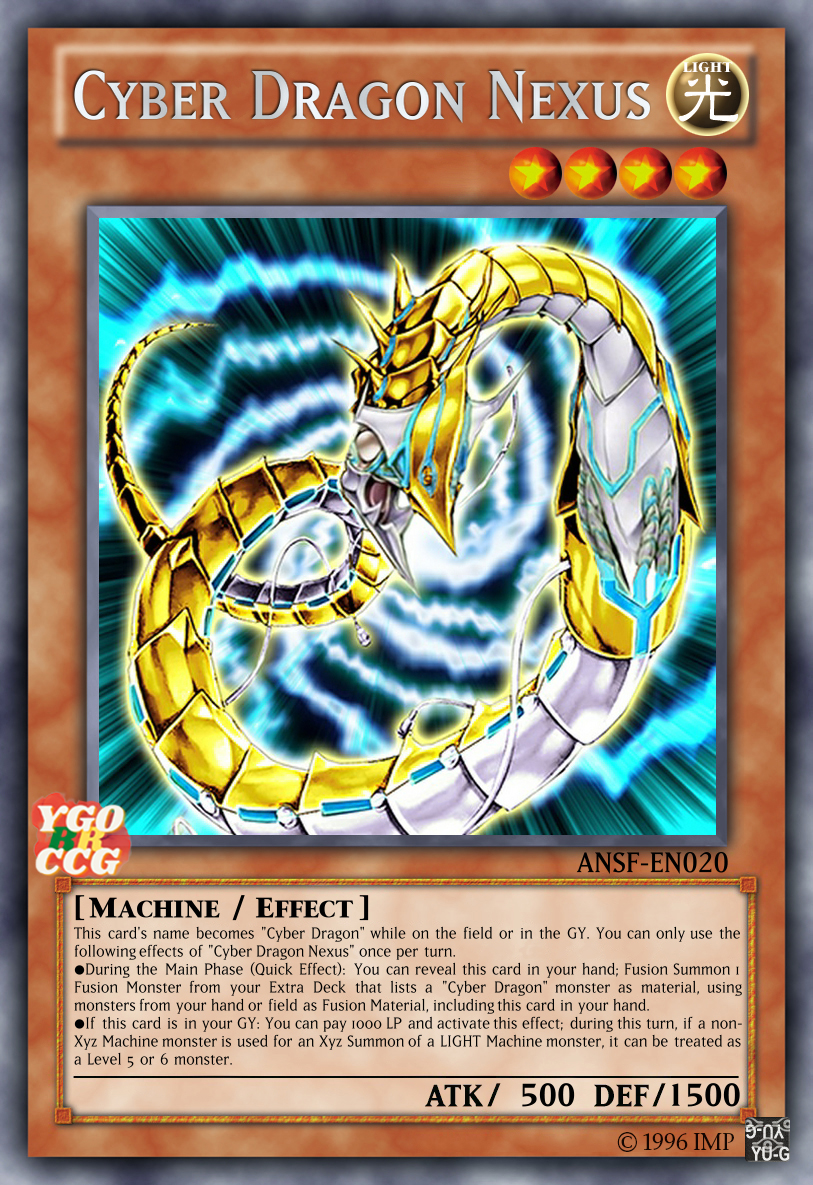 Cyber Dragon Nexus
LIGHT
光
YGO
RR
CCG
ANSF-EN020
[ Machine / Effect ]
This card's name becomes "Cyber Dragon" while on the field or in the GY. You can only use the
following effects of "Cyber Dragon Nexus" once per turn.
●During the Main Phase (Quick Effect): You can reveal this card in your hand; Fusion Summon 1
Fusion Monster from your Extra Deck that lists a "Cyber Dragon" monster as material, using
monsters from your hand or field as Fusion Material, including this card in your hand.
●If this card is in your GY: You can pay 1000 LP and activate this effect; during this turn, if a non-
Xyz Machine monster is used for an Xyz Summon of a LIGHT Machine monster, it can be treated as
a Level 5 or 6 monster.
ATK/ 500 DEF/1500
© 1996 IMP
YU-G
YU-G